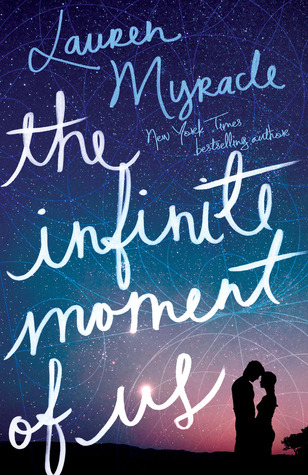 Lauren
Myracle
New York Times
bestselling author
the
infinite
moment
of us